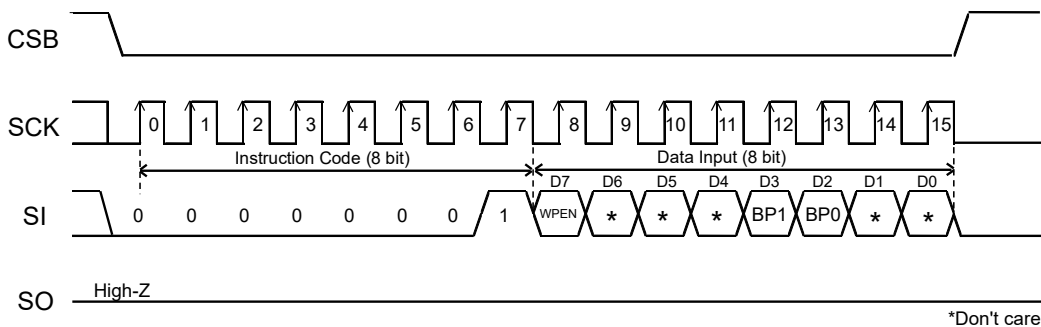 CSB
SCK 0 1 2 3 4 5 6 7 8 9 10 11 12 13 14 15
Instruction Code (8 bit) Data Input (8 bit)
D7 D6 D5 D4 D3 D2 D1 D0
SI 0 0 0 0 0 0 0 1 WPEN * * * BP1 BP0 * *
High-Z
SO
*Don't care